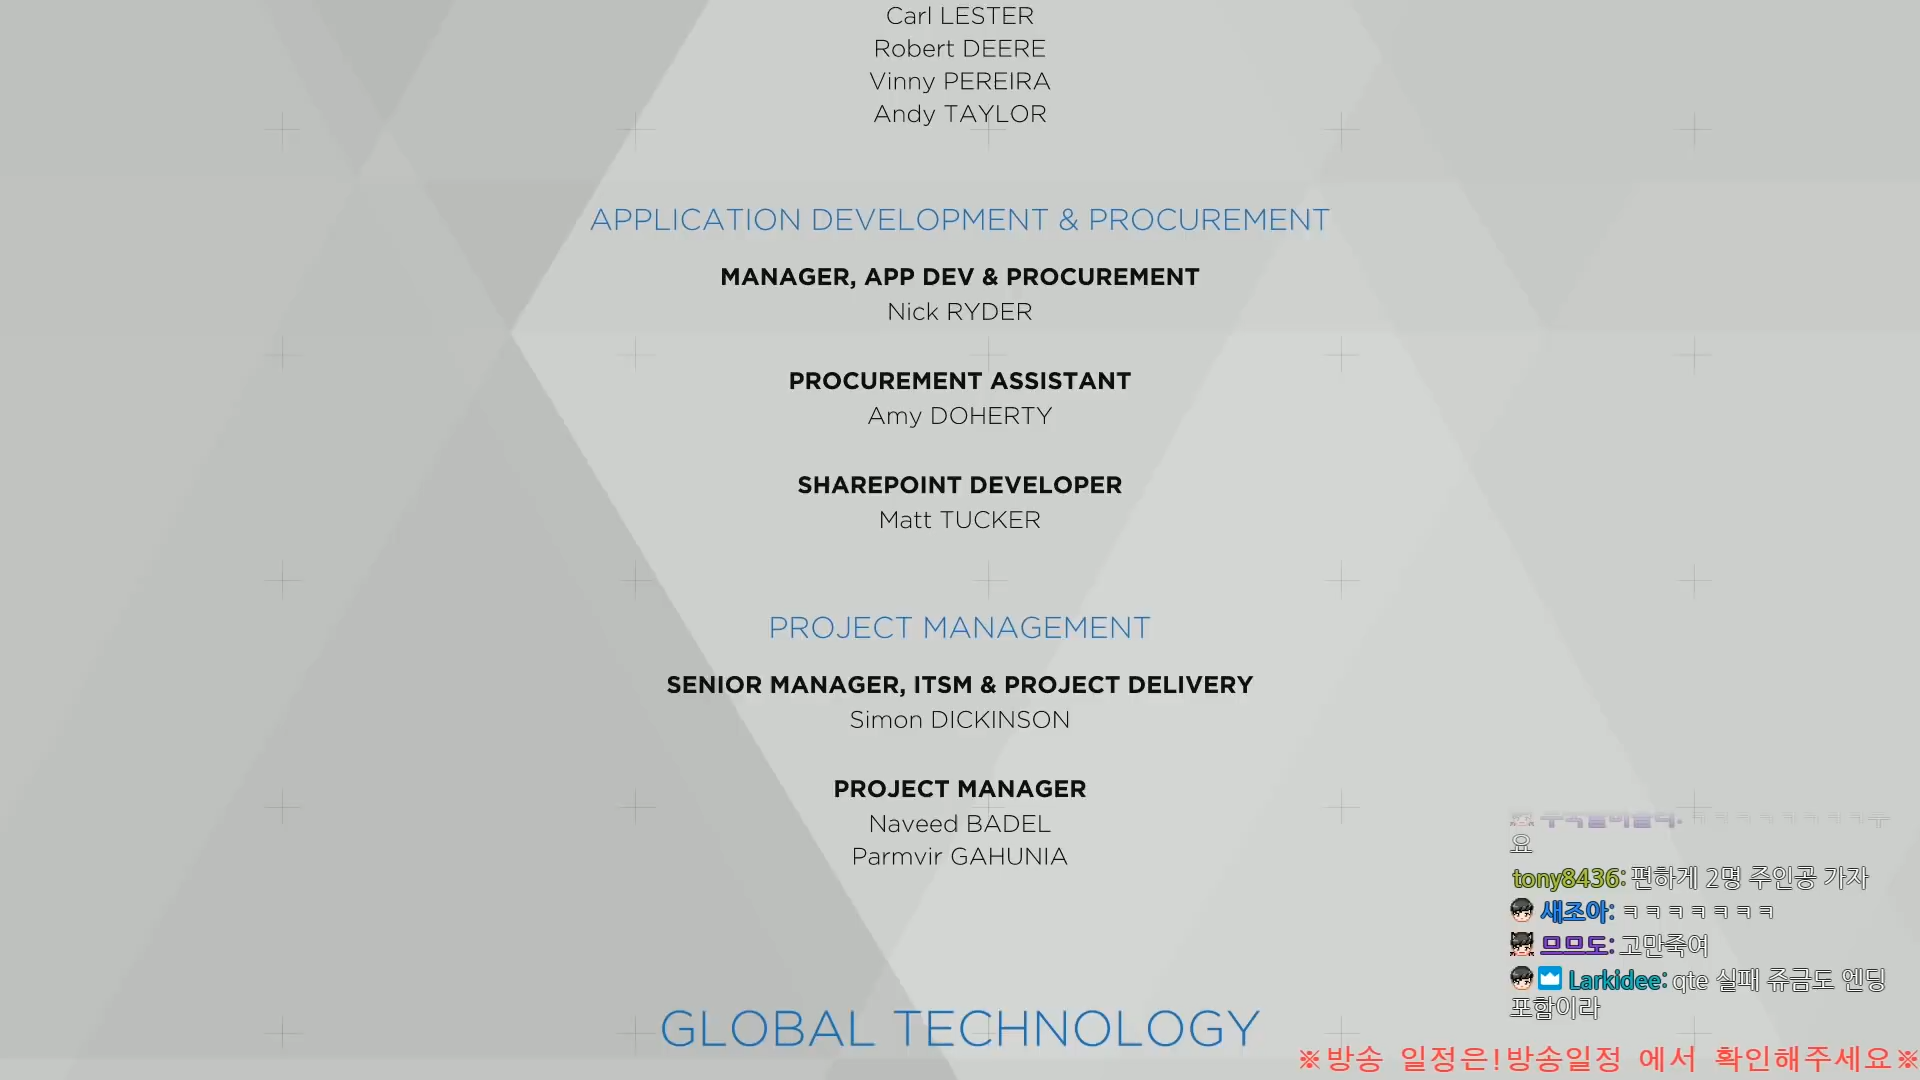 Carl LESTER
Robert DEERE
Vinny PEREIRA
Andy TAYLOR
APPLICATION DEVELOPMENT & PROCUREMENT
MANAGER, APP DEV & PROCUREMENT
Nick RYDER
PROCUREMENT ASSISTANT
Amy DOHERTY
SHAREPOINT DEVELOPER
Matt TUCKER
PROJECT MANAGEMENT
SENIOR MANAGER, ITSM & PROJECT DELIVERY
Simon DICKINSON
PROJECT MANAGER
Naveed BADEL
Parmvir GAHUNIA
GLOBAL TECHNOLOGY
요
tony8436: 편하게 2명 주인공 가자
새조아: ㅋㅋㅋㅋㅋㅋㅋ
므므도: 고만죽여
Larkidee: qte 실패 쥬금도 엔딩
포함이라
※방송 일정은!방송일정 에서 확인해주세요※